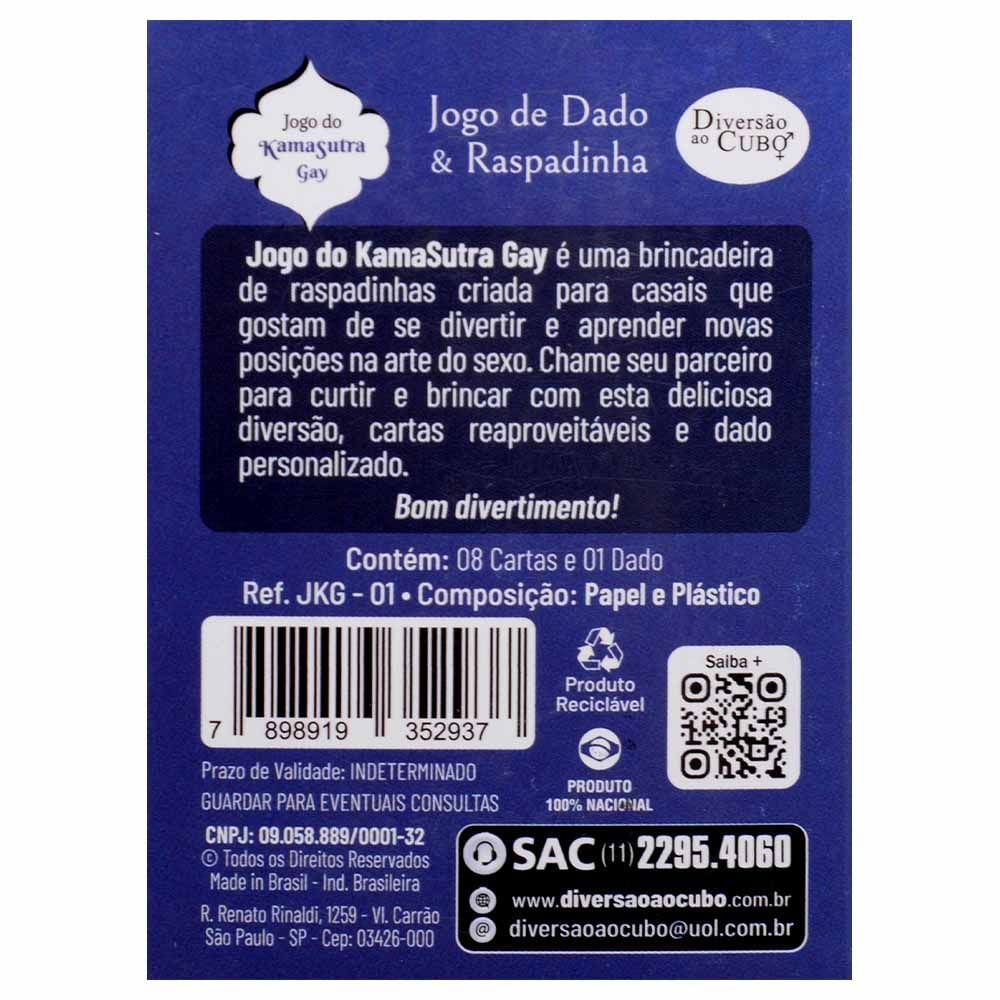 Jogo do
KamaSutra
Gay
Jogo de Dado
& Raspadinha
Diversão
ao CUBO
Jogo do KamaSutra Gay é uma brincadeira
de raspadinhas criada para casais que
gostam de se divertir e aprender novas
posições na arte do sexo. Chame seu parceiro
para curtir e brincar com esta deliciosa
diversão, cartas reaproveitáveis e dado
personalizado.
Bom divertimento!
Contém: 08 Cartas e 01 Dado
Ref. JKG - 01 • Composição: Papel e Plástico
7 898919 352937
Prazo de Validade: INDETERMINADO
GUARDAR PARA EVENTUAIS CONSULTAS
Produto
Reciclável
PRODUTO
100% NACIONAL
Saiba +
CNPJ: 09.058.889/0001-32
© Todos os Direitos Reservados
Made in Brasil - Ind. Brasileira
R. Renato Rinaldi, 1259 - Vl. Carrão
São Paulo - SP - Cep: 03426-000
SAC (11) 2295.4060
www.diversaoaocubo.com.br
@ diversaoaocubo@uol.com.br